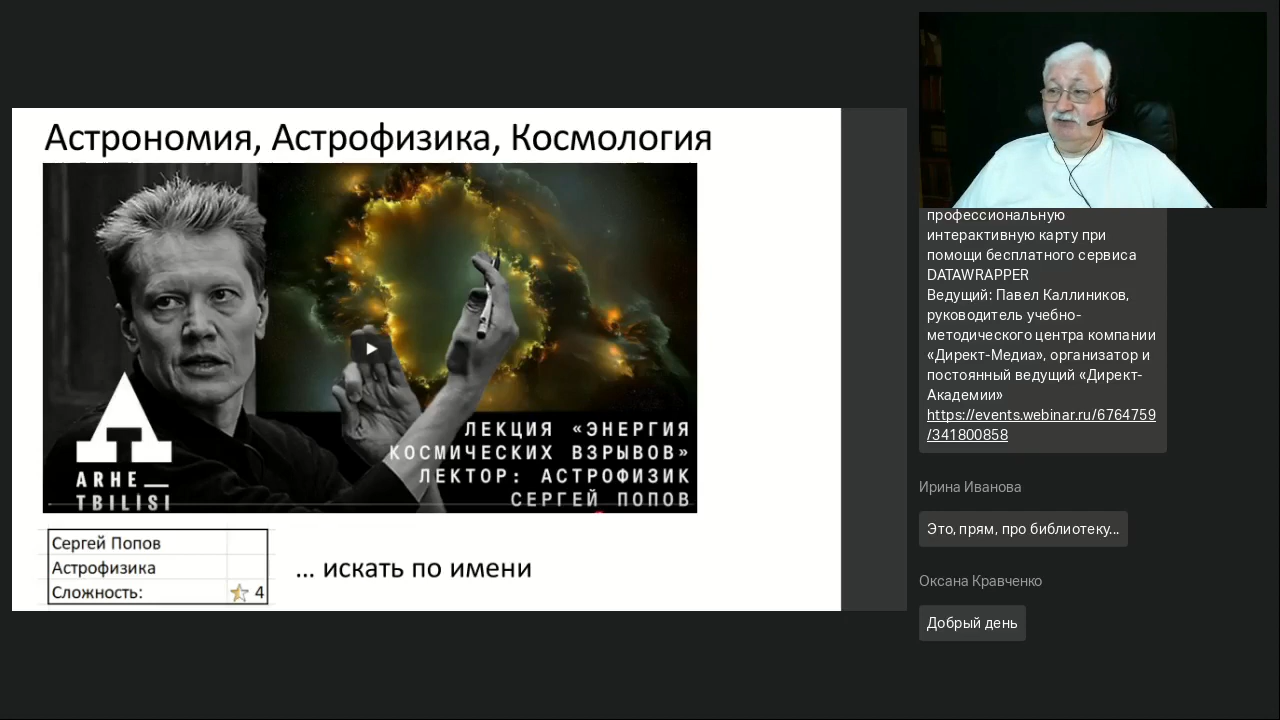 Астрономия, Астрофизика, Космология
ЛЕКЦИЯ «ЭНЕРГИЯ
КОСМИЧЕСКИХ ВЗРЫВОВ»
ЛЕКТОР: АСТРОФИЗИК
СЕРГЕЙ ПОПОВ
ARHE_
TBILISI
Сергей Попов
Астрофизика
Сложность: 4
... искать по имени
профессиональную
интерактивную карту при
помощи бесплатного сервиса
DATAWRAPPER
Ведущий: Павел Каллиников,
руководитель учебно-
методического центра компании
«Директ-Медиа», организатор и
постоянный ведущий «Директ-
Академии»
https://events.webinar.ru/6764759
/341800858
Ирина Иванова
Это, прям, про библиотеку...
Оксана Кравченко
Добрый день